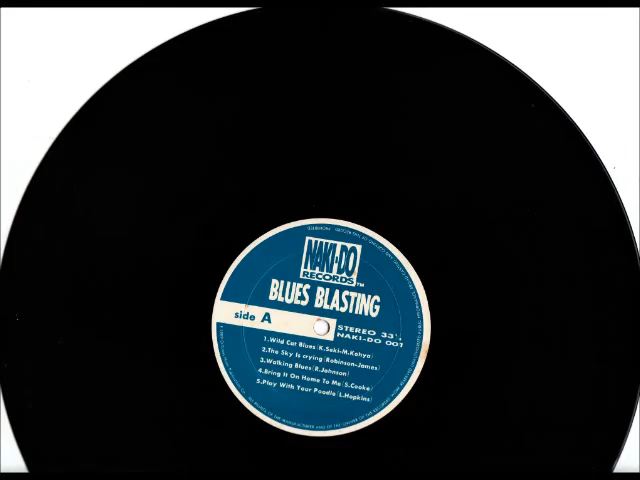 NAKI-DO
RECORDS™
BLUES BLASTING
side A
STEREO 33⅓
NAKI-DO 001
1.Wild Cat Blues(K.Seki-M.Kohyo)
2.The Sky Is crying(Robinson-James)
3.Walking Blues(R.Johnson)
4.Bring It On Home To Me(S.Cooke)
5.Play With Your Poodle(L.Hopkins)